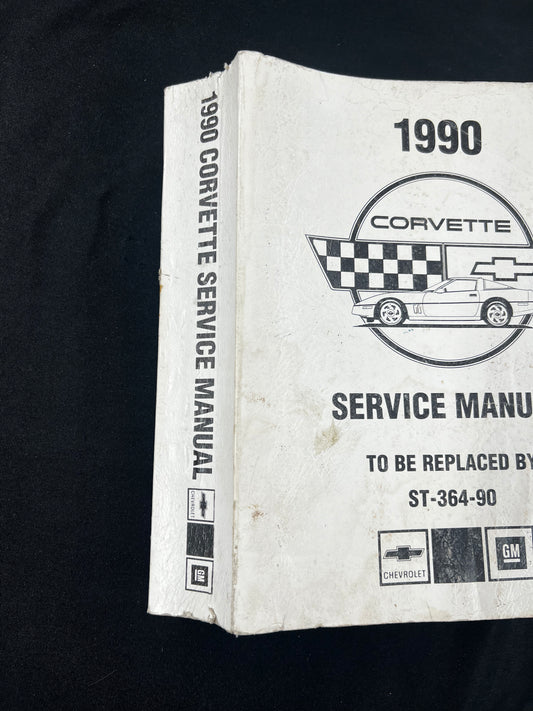 1990 CORVETTE SERVICE MANUAL
CHEVROLET
GM
1990
CORVETTE
SERVICE MANU
TO BE REPLACED BY
ST-364-90
CHEVROLET
GM